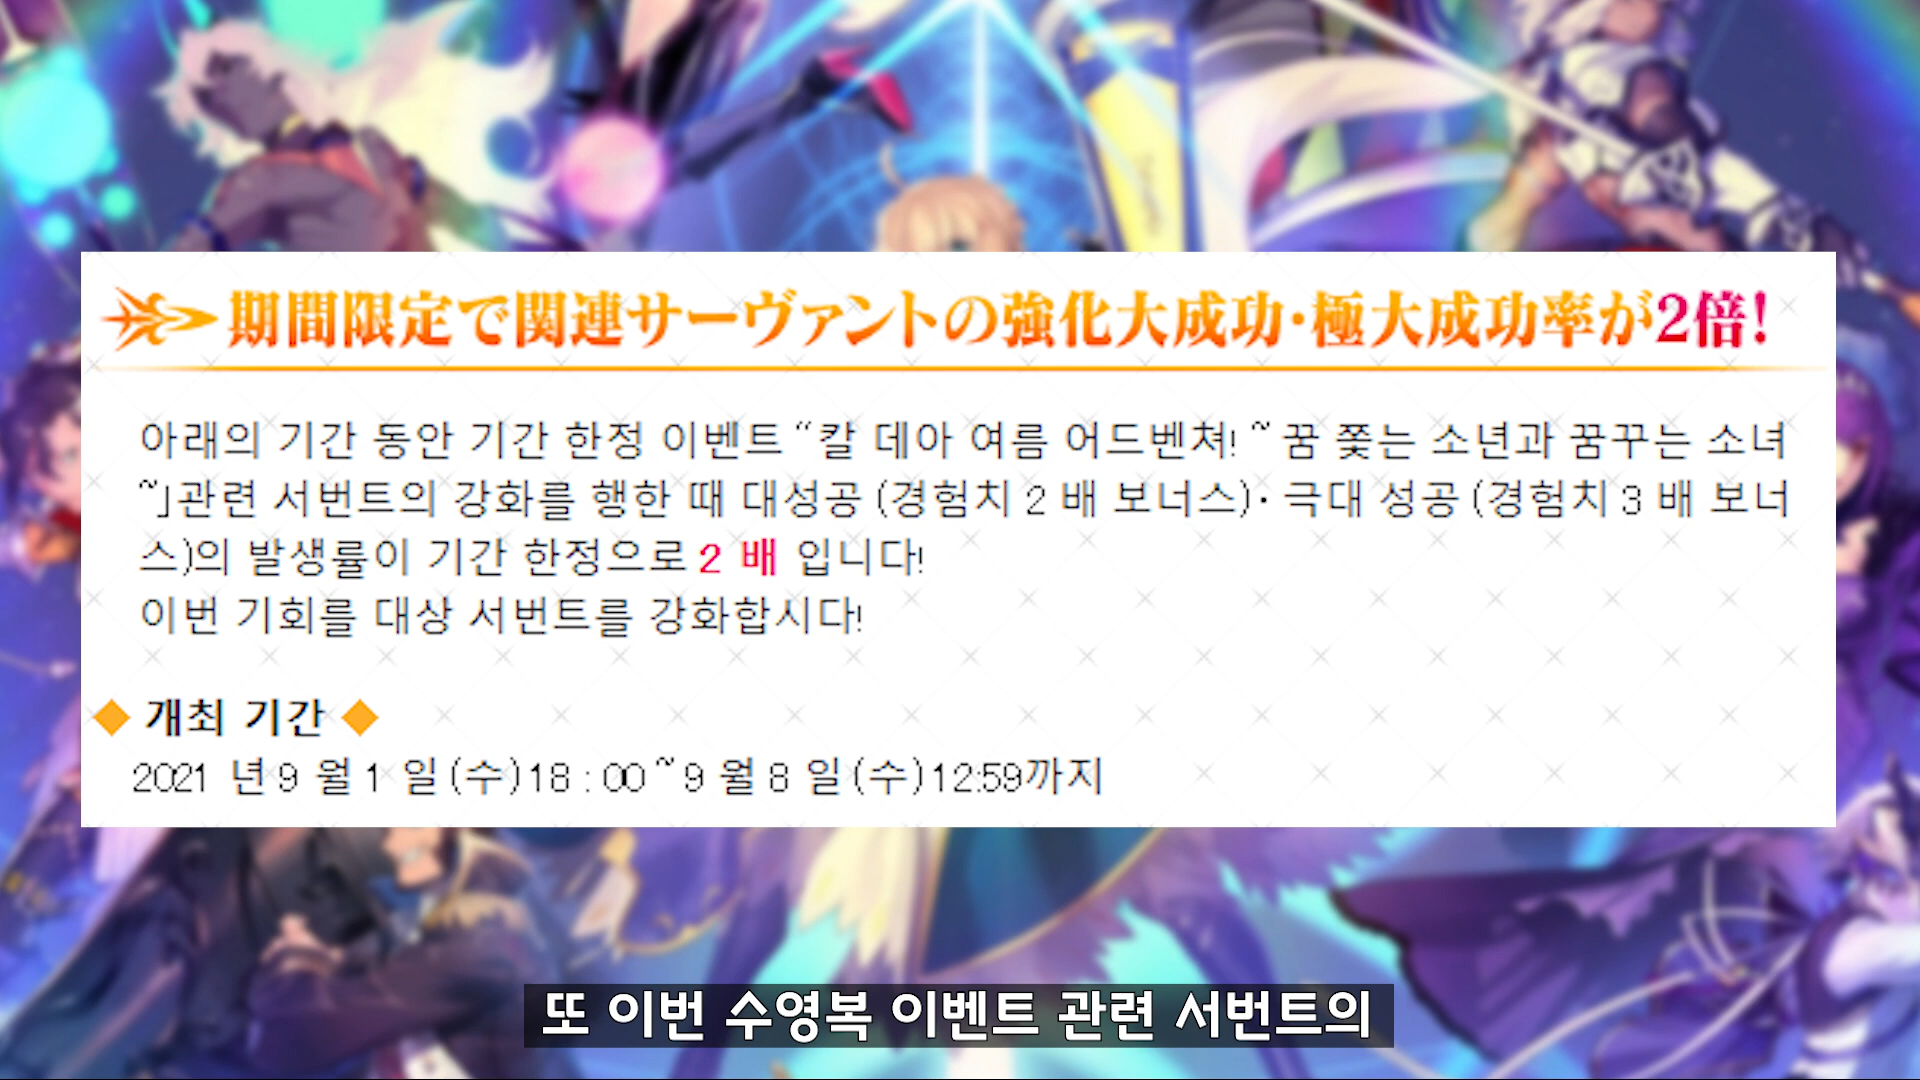 期間限定で関連サーヴァントの強化大成功・極大成功率が2倍!
아래의 기간 동안 기간 한정 이벤트 “칼 데아 여름 어드벤쳐! ~ 꿈 쫓는 소년과 꿈꾸는 소녀
~」관련 서번트의 강화를 행한 때 대성공 (경험치 2 배 보너스)· 극대 성공 (경험치 3 배 보너
스)의 발생률이 기간 한정으로 2 배 입니다!
이번 기회를 대상 서번트를 강화합시다!
◆ 개최 기간 ◆
2021 년 9 월 1 일 (수) 18 : 00 ~ 9 월 8 일 (수) 12:59까지
또 이번 수영복 이벤트 관련 서번트의